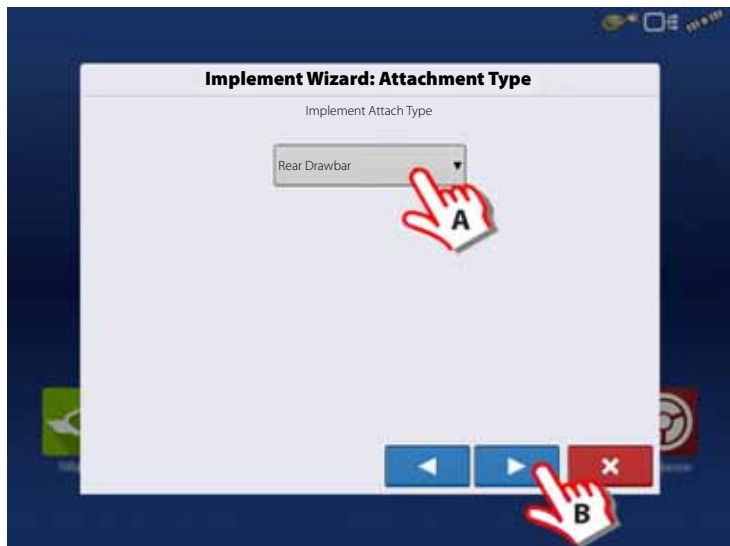 Implement Wizard: Attachment Type
Implement Attach Type
Rear Drawbar
A
B